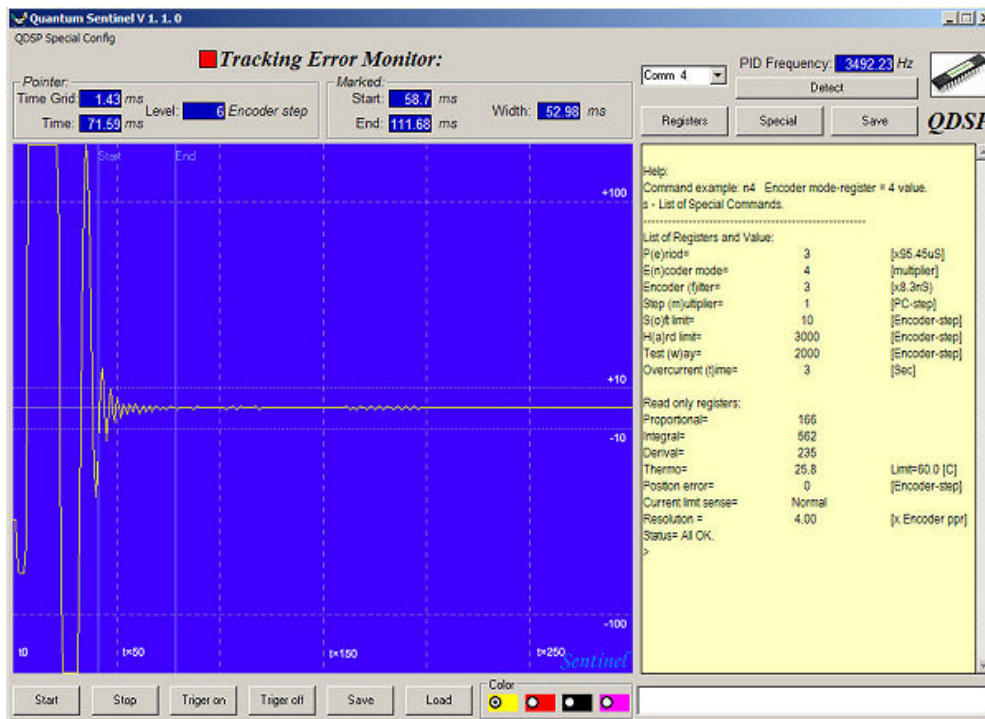 Quantum Sentinel V 1. 1. 0
QDSP Special Config
Tracking Error Monitor:
Pointer:
Time Grid: 1.43 ms
Level: 6 Encoder step
Time: 71.59 ms
Marked:
Start: 58.7 ms
Width: 52.98 ms
End: 111.68 ms
Comm 4
PID Frequency: 3492.23 Hz
Detect
Registers Special Save QDSP
Start End
+100
+10
-10
-100
t0 t×50 t×150 t×250
Sentinel
Help:
Command example: n4 Encoder mode-register = 4 value.
s - List of Special Commands.
------------------------------------------------------
List of Registers and Value:
P(e)riod= 3 [x95.45uS]
E(n)coder mode= 4 [multiplier]
Encoder (f)ilter= 3 [x8.3nS)
Step (m)ultiplier= 1 [PC-step]
S(o)ft limit= 10 [Encoder-step]
H(a)rd limit= 3000 [Encoder-step]
Test (w)ay= 2000 [Encoder-step]
Overcurrent (t)ime= 3 [Sec]
Read only registers:
Proportional= 166
Integral= 562
Derival= 235
Thermo= 25.8 Limit=60.0 [C]
Position error= 0 [Encoder-step]
Current limit sense= Normal
Resolution = 4.00 [x Encoder ppr]
Status= All OK.
>
Start Stop Triger on Triger off Save Load
Color